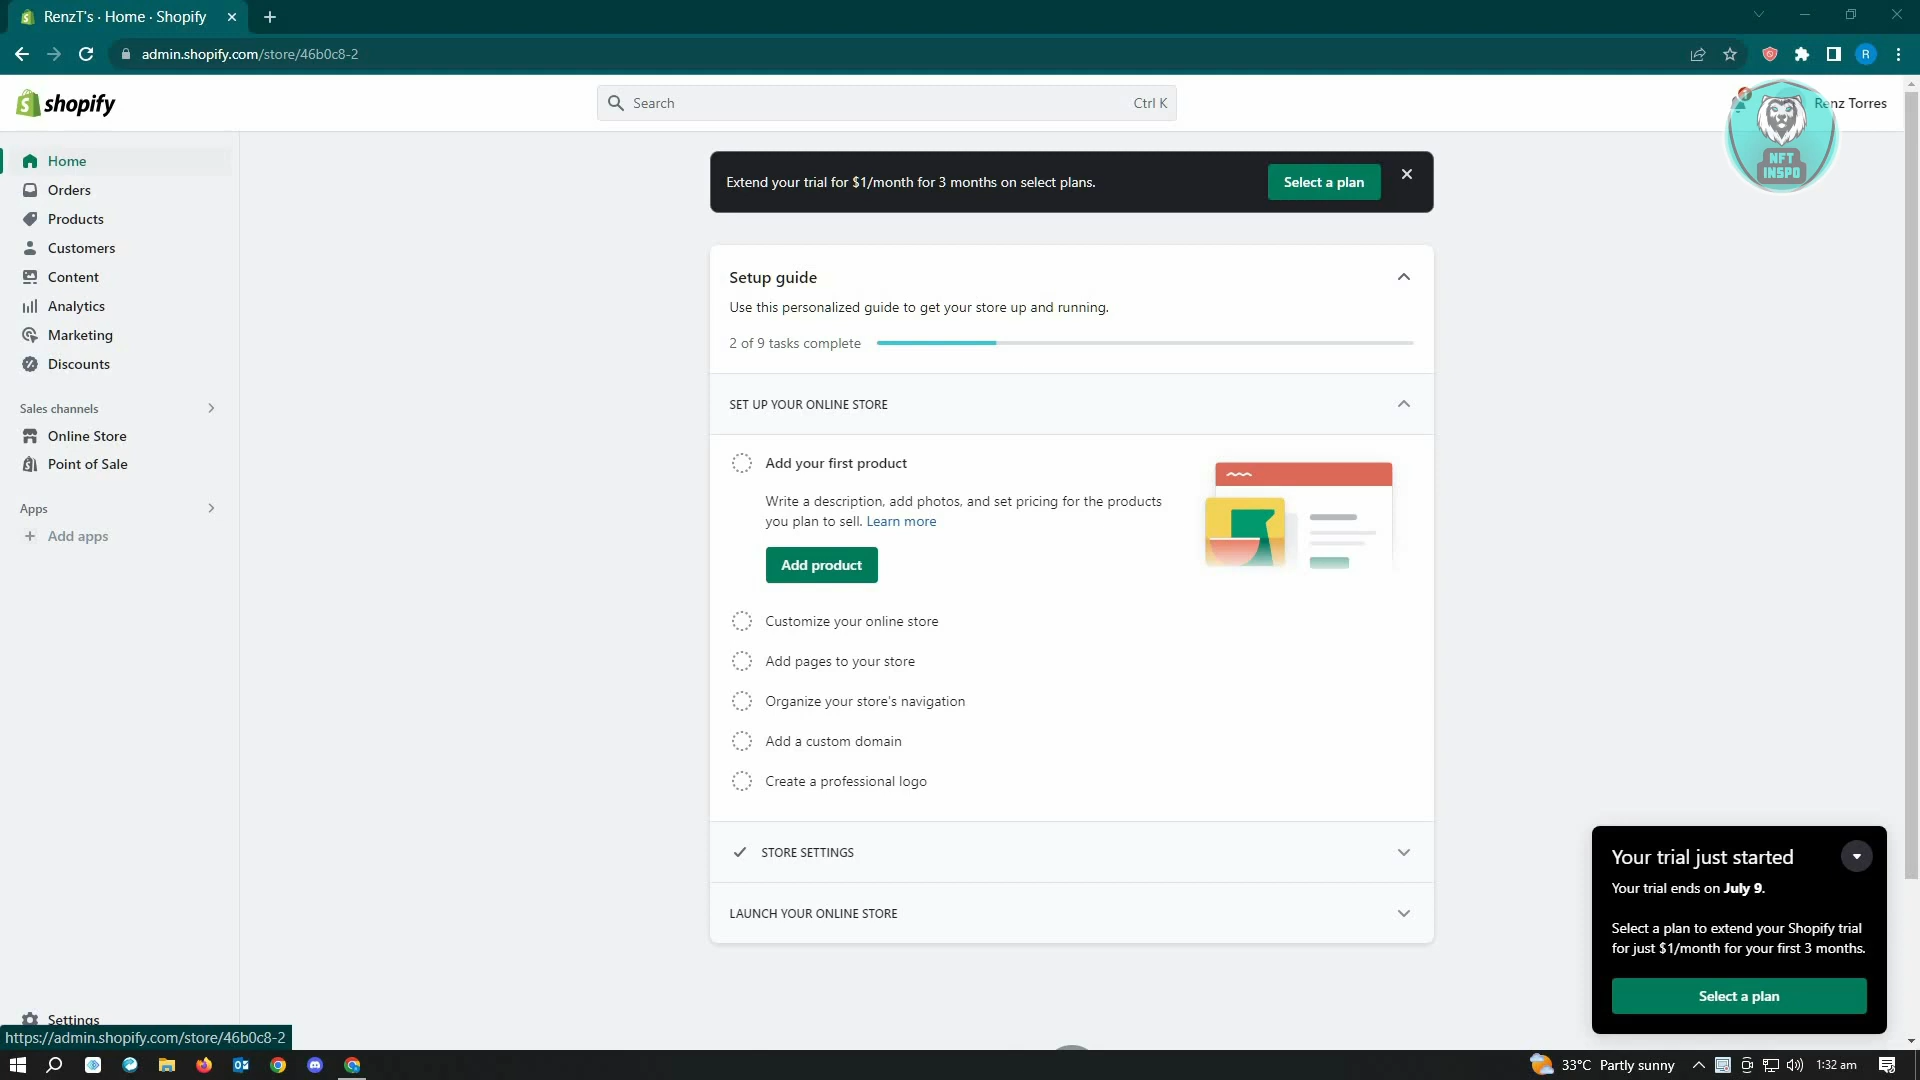 RenzT's · Home · Shopify
admin.shopify.com/store/46b0c8-2
R
shopify
Search
Ctrl K
Renz Torres
NFT
INSPO
Home
Orders
Products
Customers
Content
Analytics
Marketing
Discounts
Sales channels
Online Store
Point of Sale
Apps
Add apps
Settings
Extend your trial for $1/month for 3 months on select plans.
Select a plan
Setup guide
Use this personalized guide to get your store up and running.
2 of 9 tasks complete
SET UP YOUR ONLINE STORE
Add your first product
Write a description, add photos, and set pricing for the products
you plan to sell. Learn more
Add product
Customize your online store
Add pages to your store
Organize your store's navigation
Add a custom domain
Create a professional logo
STORE SETTINGS
LAUNCH YOUR ONLINE STORE
Your trial just started
Your trial ends on July 9.
Select a plan to extend your Shopify trial
for just $1/month for your first 3 months.
Select a plan
https://admin.shopify.com/store/46b0c8-2
33°C Partly sunny
1:32 am